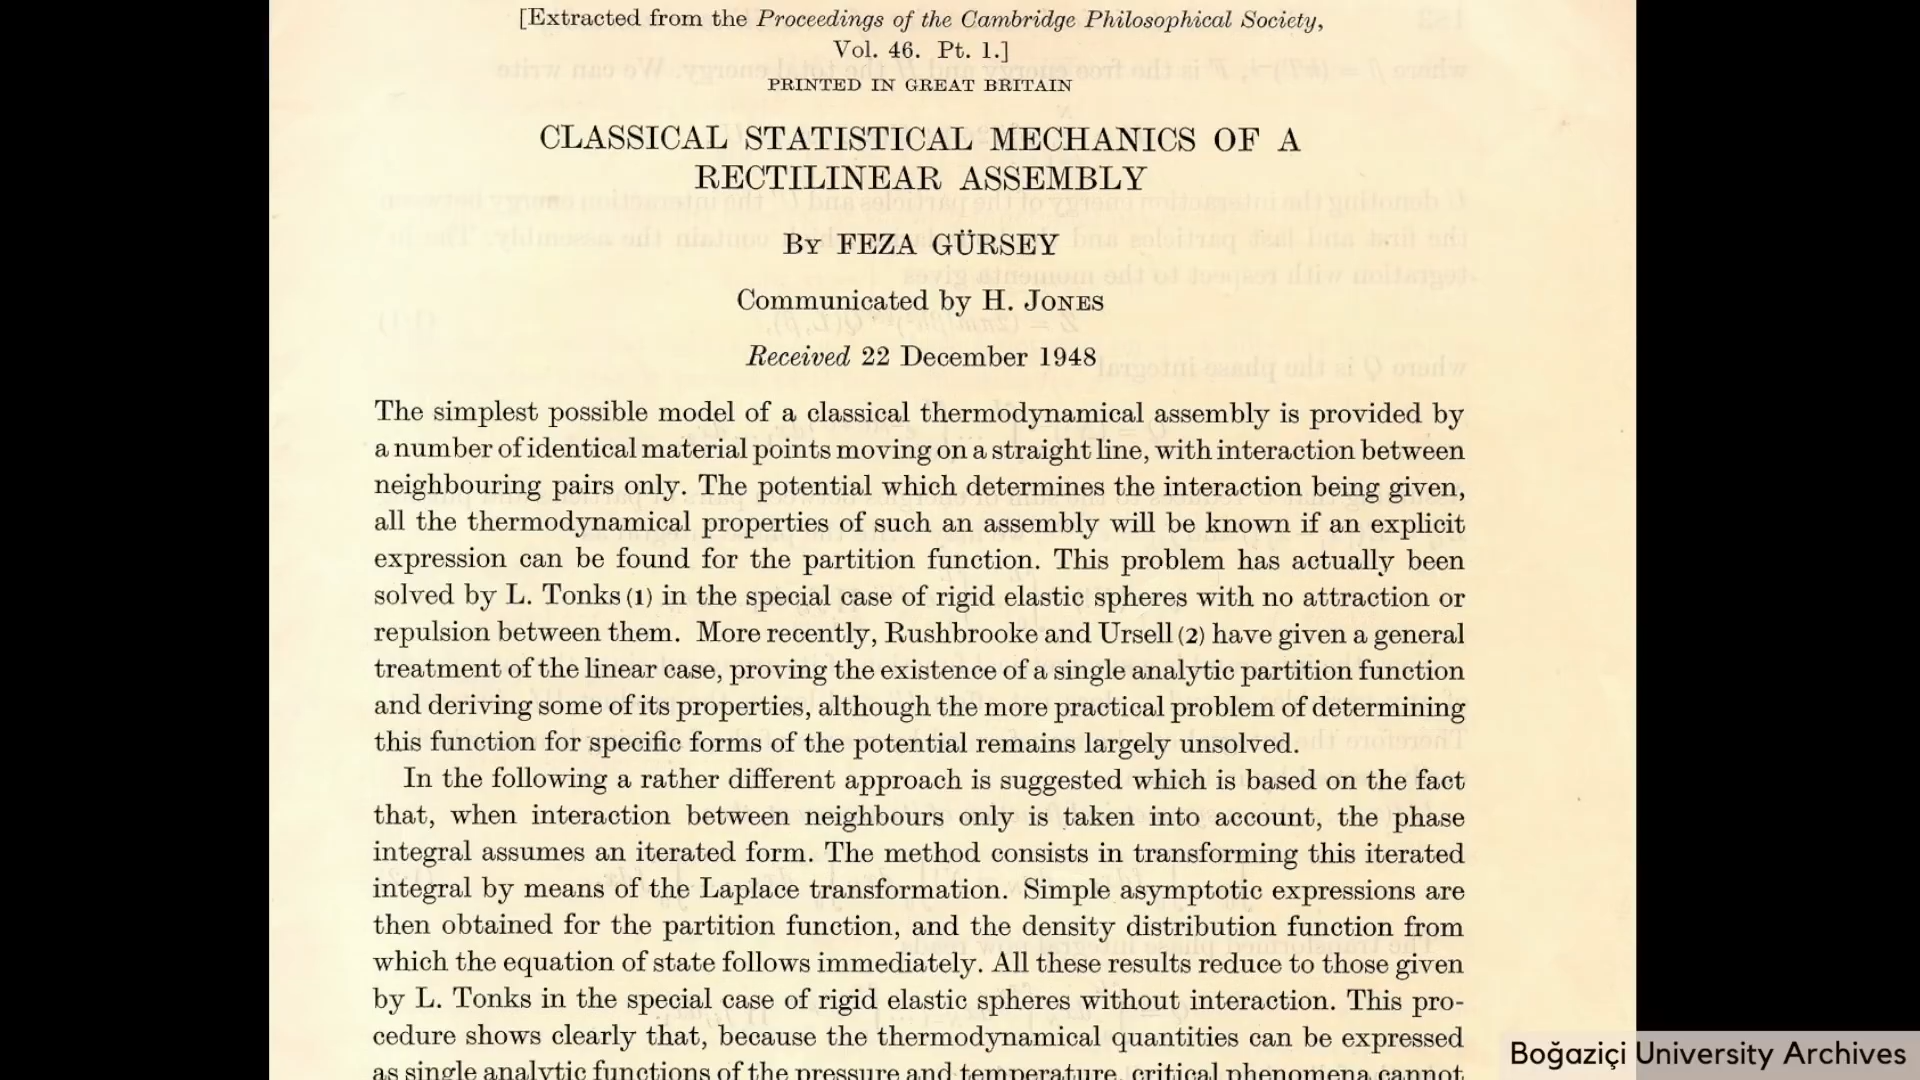 [Extracted from the Proceedings of the Cambridge Philosophical Society,
Vol. 46. Pt. 1.]
PRINTED IN GREAT BRITAIN
CLASSICAL STATISTICAL MECHANICS OF A
RECTILINEAR ASSEMBLY
BY FEZA GÜRSEY
Communicated by H. JONES
Received 22 December 1948
The simplest possible model of a classical thermodynamical assembly is provided by
a number of identical material points moving on a straight line, with interaction between
neighbouring pairs only. The potential which determines the interaction being given,
all the thermodynamical properties of such an assembly will be known if an explicit
expression can be found for the partition function. This problem has actually been
solved by L. Tonks (1) in the special case of rigid elastic spheres with no attraction or
repulsion between them. More recently, Rushbrooke and Ursell (2) have given a general
treatment of the linear case, proving the existence of a single analytic partition function
and deriving some of its properties, although the more practical problem of determining
this function for specific forms of the potential remains largely unsolved.
In the following a rather different approach is suggested which is based on the fact
that, when interaction between neighbours only is taken into account, the phase
integral assumes an iterated form. The method consists in transforming this iterated
integral by means of the Laplace transformation. Simple asymptotic expressions are
then obtained for the partition function, and the density distribution function from
which the equation of state follows immediately. All these results reduce to those given
by L. Tonks in the special case of rigid elastic spheres without interaction. This pro-
cedure shows clearly that, because the thermodynamical quantities can be expressed
as single analytic functions of the pressure and temperature, critical phenomena cannot
Boğaziçi University Archives